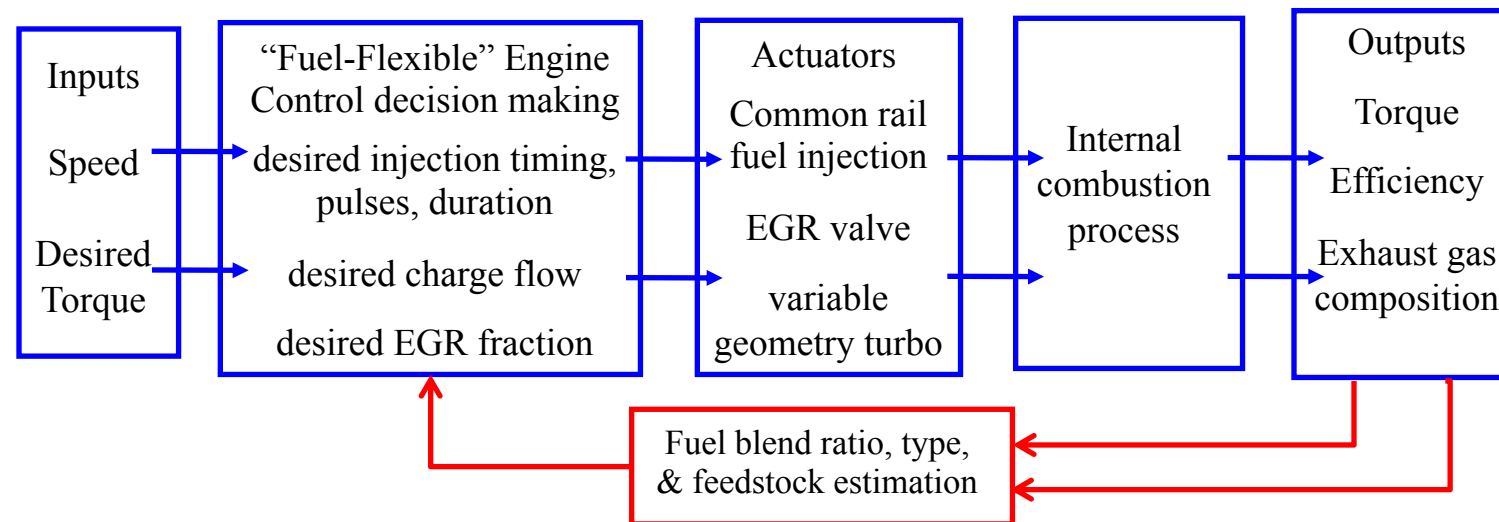 Inputs
Speed
Desired
Torque
“Fuel-Flexible” Engine
Control decision making
desired injection timing,
pulses, duration
desired charge flow
desired EGR fraction
Actuators
Common rail
fuel injection
EGR valve
variable
geometry turbo
Internal
combustion
process
Outputs
Torque
Efficiency
Exhaust gas
composition
Fuel blend ratio, type,
& feedstock estimation